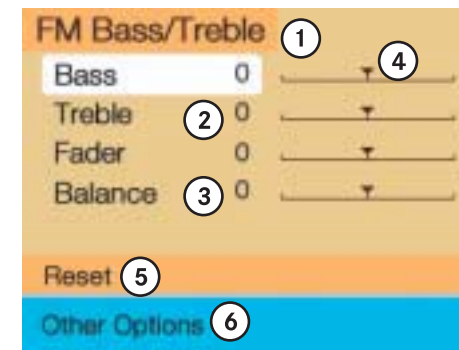 FM Bass/Treble 1
Bass 0 4
Treble 2 0
Fader 0
Balance 3 0
Reset 5
Other Options 6